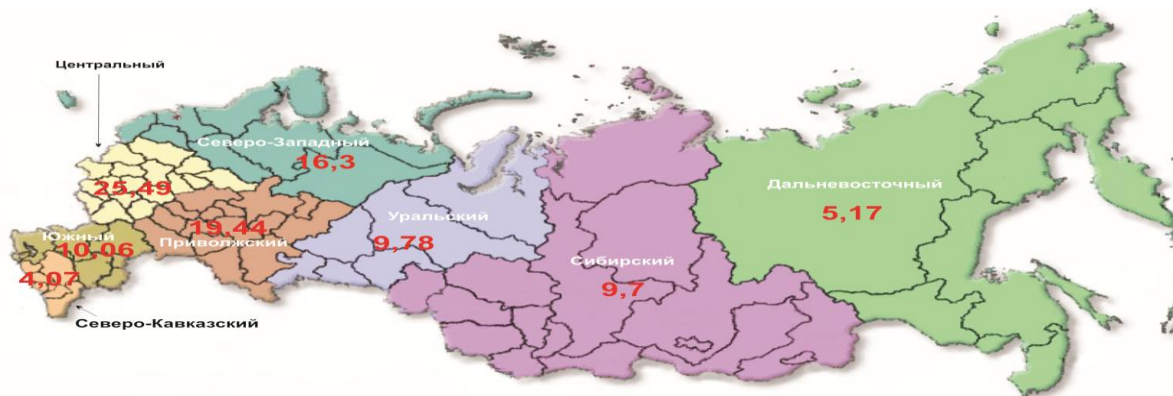 Центральный
Северо-Западный
16,3
25,49
Дальневосточный
5,17
Уральский
9,78
19,44
Приволжский
Южный
10,06
4,07
Сибирский
9,7
Северо-Кавказский